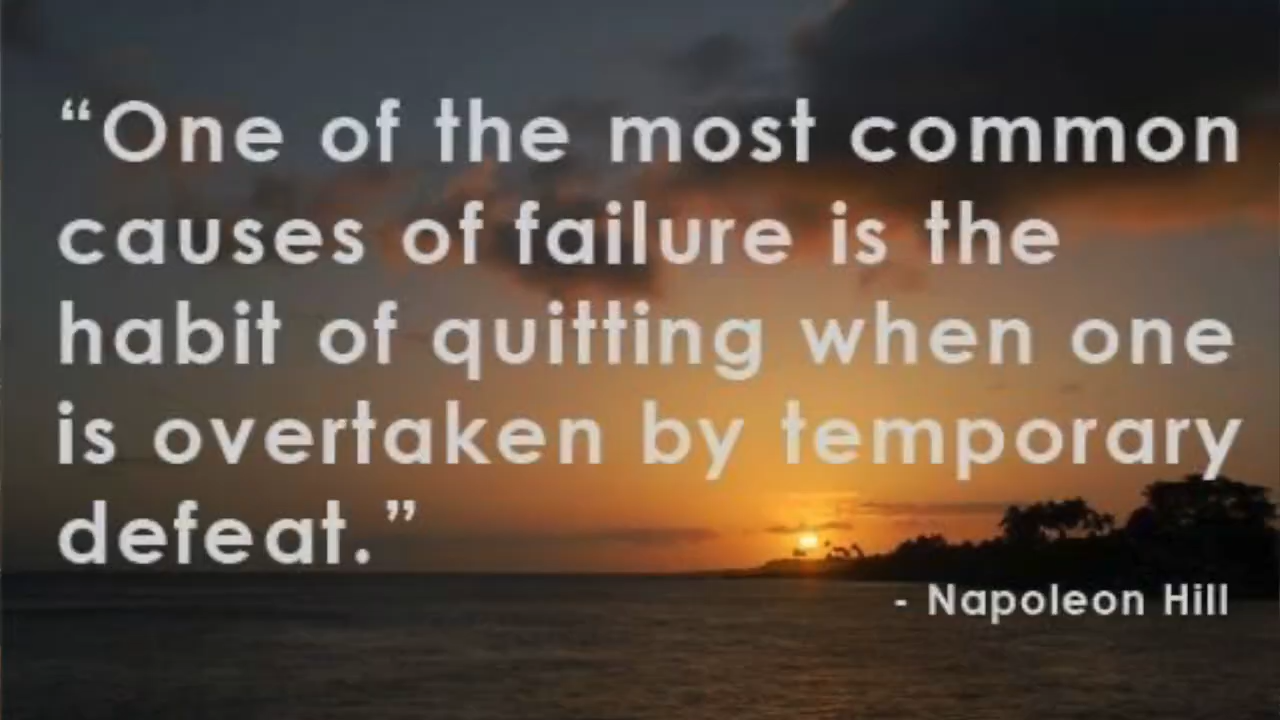 “One of the most common
causes of failure is the
habit of quitting when one
is overtaken by temporary
defeat.”
- Napoleon Hill